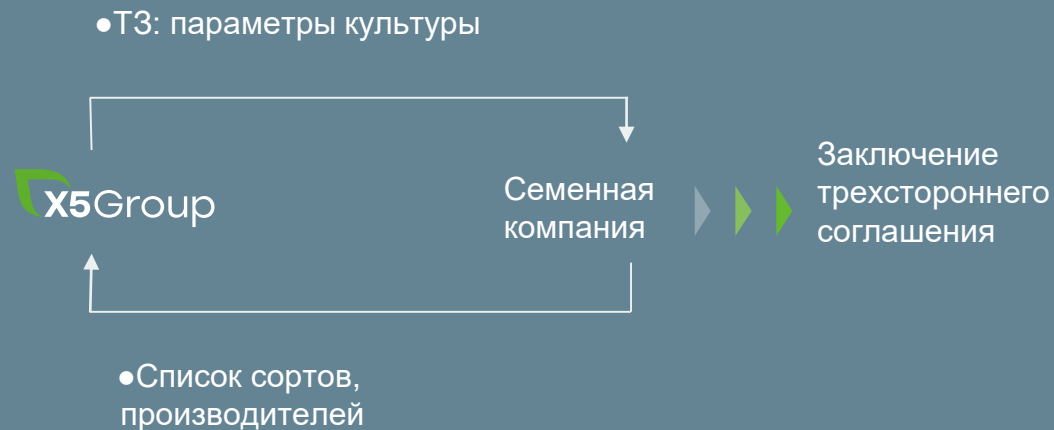 ●ТЗ: параметры культуры
X5Group
Семенная
компания
Заключение
трехстороннего
соглашения
●Список сортов,
производителей